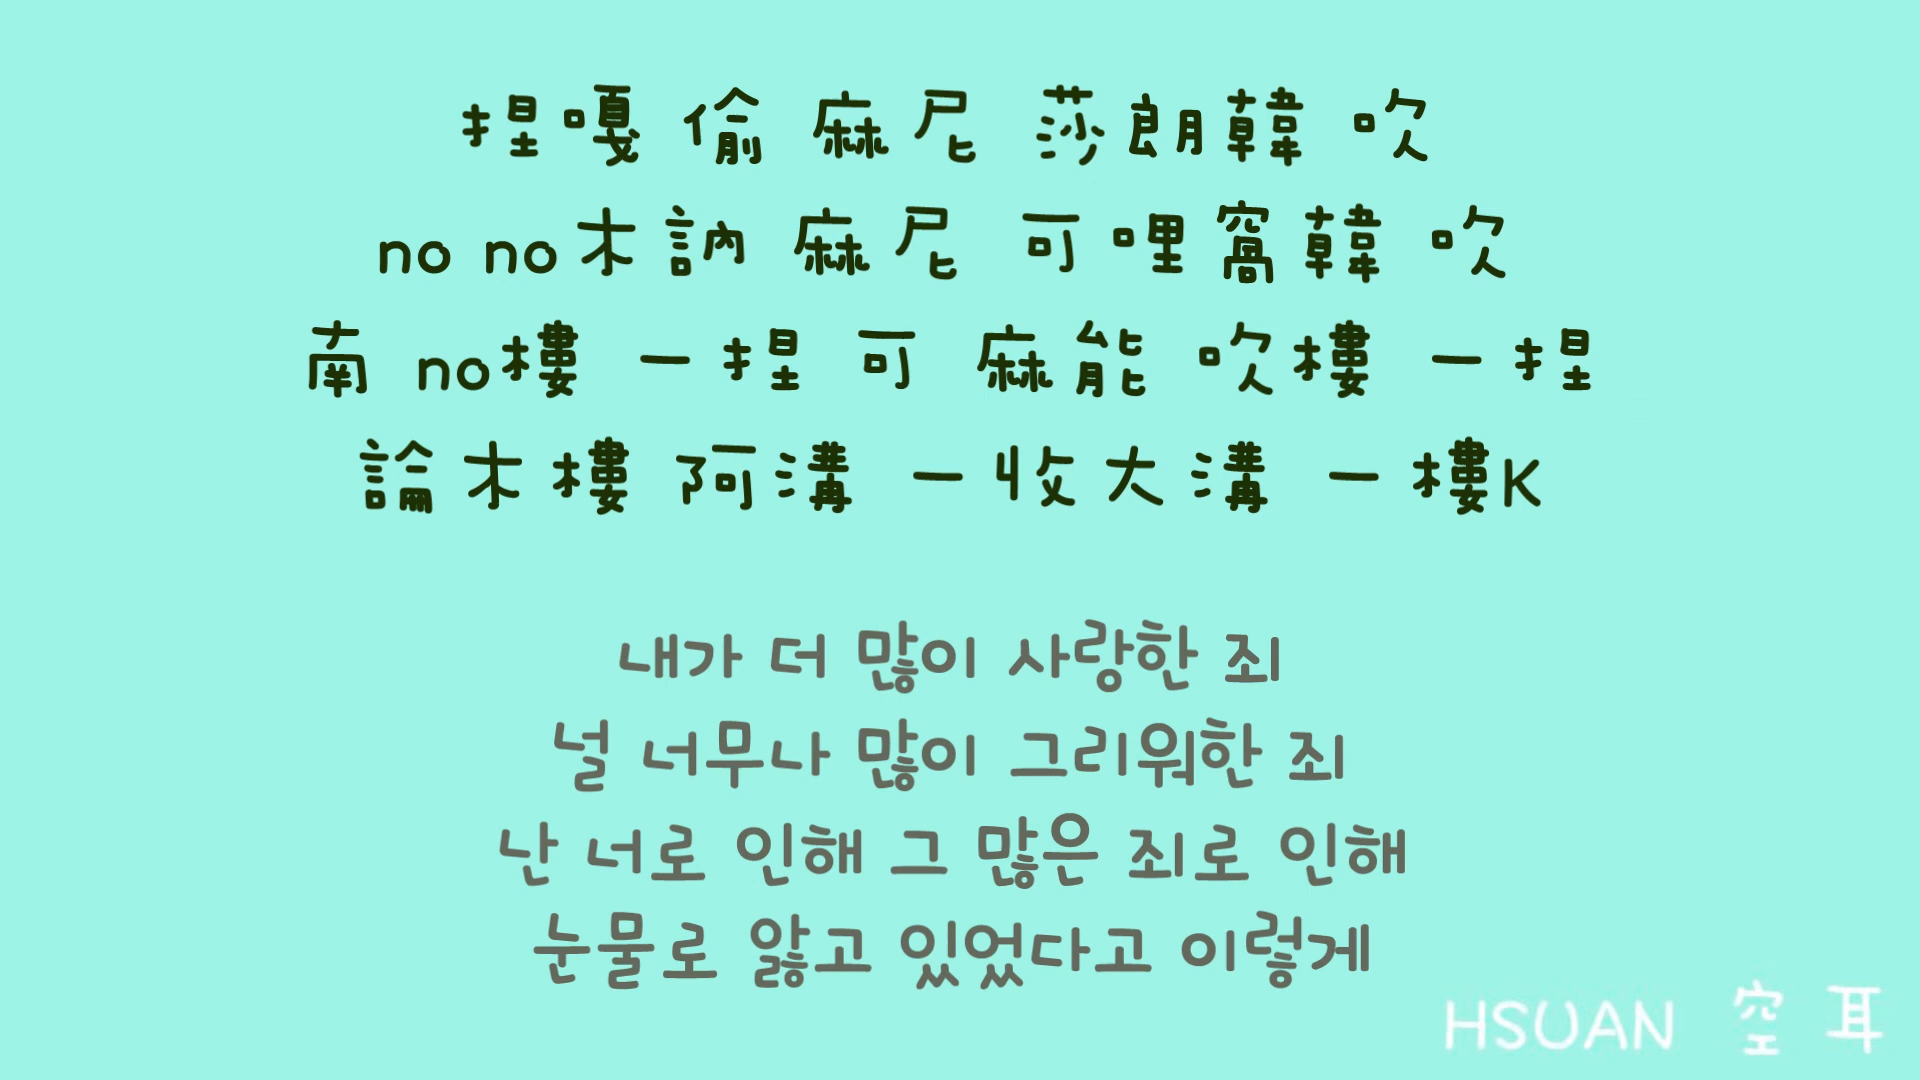 捏嘎 偷 麻尼 莎朗韓 吹
no no木訥 麻尼 可哩窩韓 吹
南 no樓 一捏 可 麻能 吹樓 一捏
論木樓 阿溝 一收大溝 一樓K
내가 더 많이 사랑한 죄
널 너무나 많이 그리워한 죄
난 너로 인해 그 많은 죄로 인해
눈물로 앓고 있었다고 이렇게
HSUAN 空耳